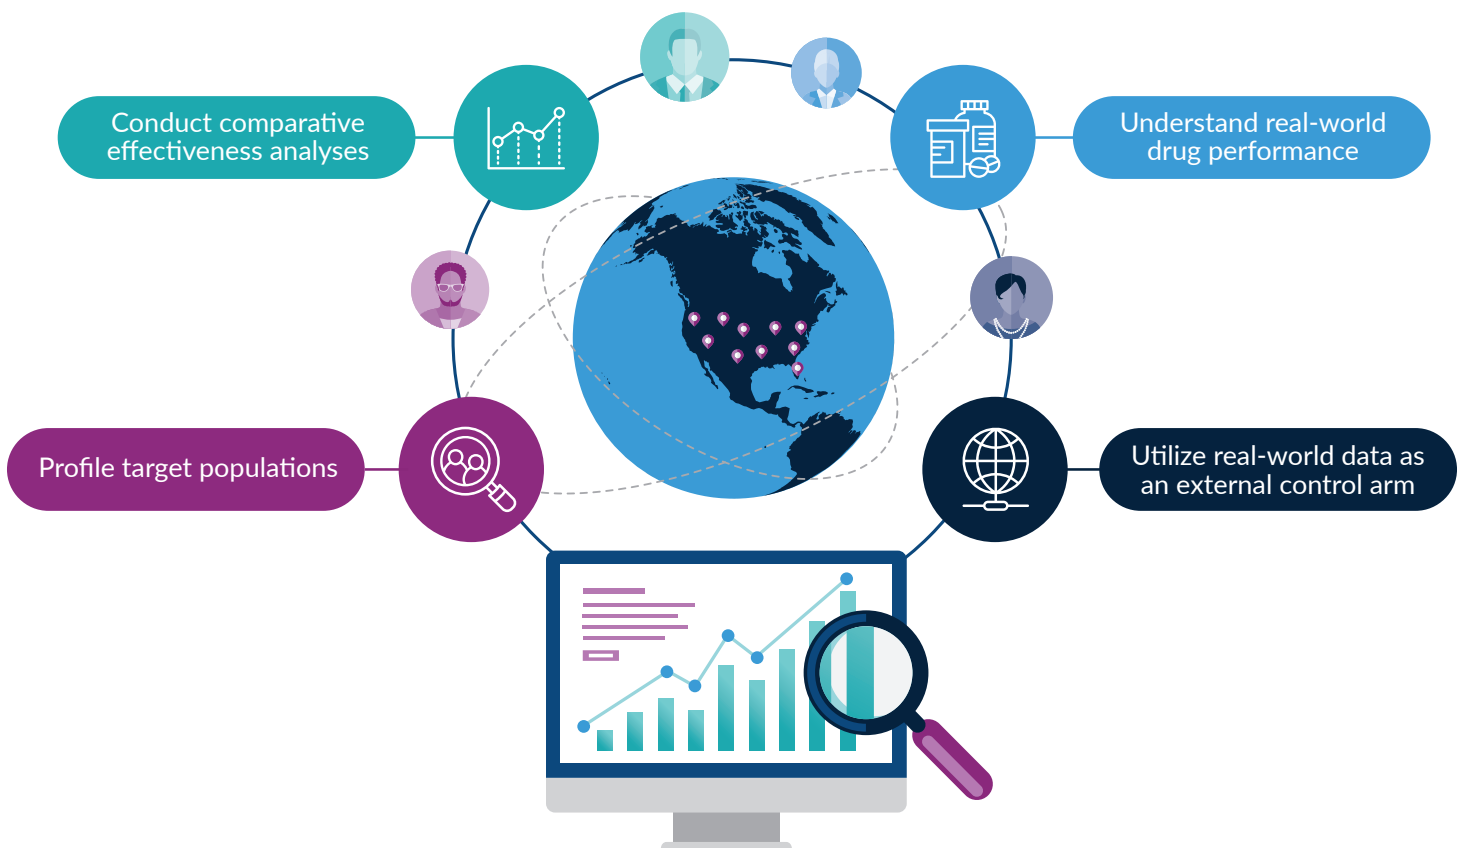 Conduct comparative
effectiveness analyses
Understand real-world
drug performance
Profile target populations
Utilize real-world data as
an external control arm